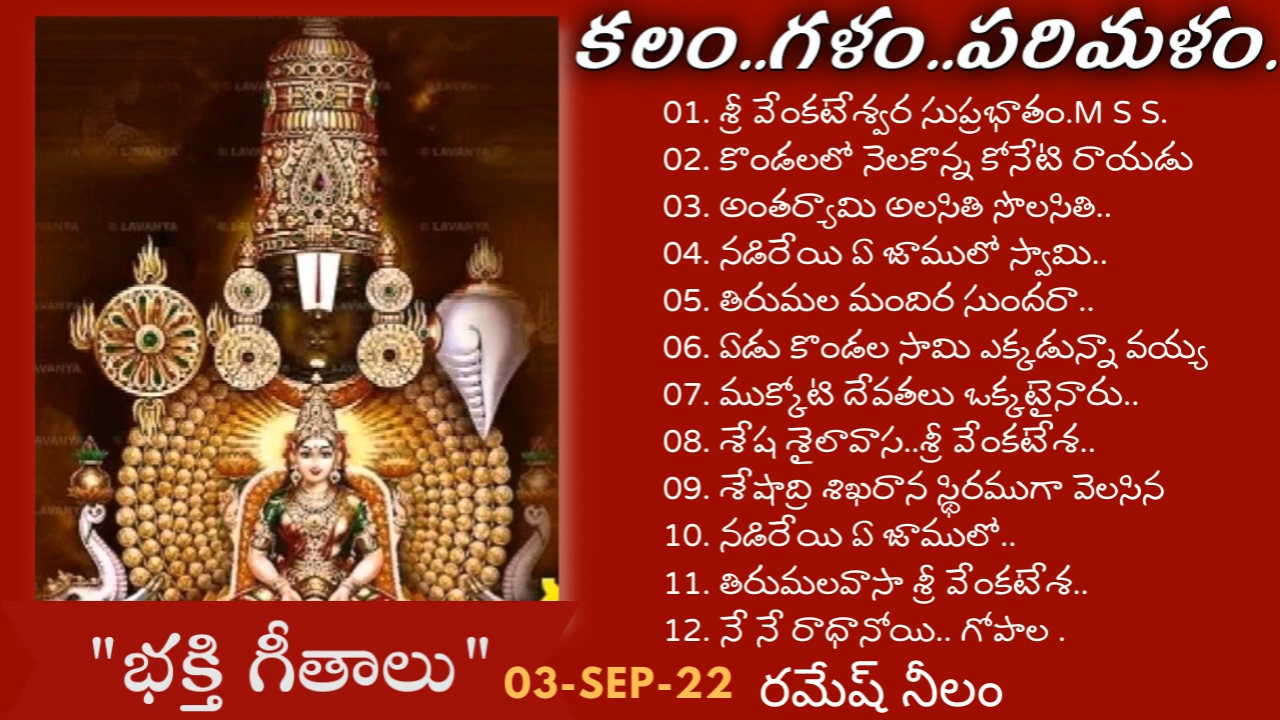 కలం..గళం..పరిమళం.
01. శ్రీ వేంకటేశ్వర సుప్రభాతం.M S S.
02. కొండలలో నెలకొన్న కోనేటి రాయడు
03. అంతర్యామి అలసితి సొలసితి..
04. నడిరేయి ఏ జాములో స్వామి..
05. తిరుమల మందిర సుందరా..
06. ఏడు కొండల సామి ఎక్కడున్నా వయ్య
07. ముక్కోటి దేవతలు ఒక్కటైనారు..
08. శేష శైలావాస..శ్రీ వేంకటేశ..
09. శేషాద్రి శిఖరాన స్థిరముగా వెలసిన
10. నడిరేయి ఏ జాములో..
11. తిరుమలవాసా శ్రీ వేంకటేశ..
12. నే నే రాధానోయి.. గోపాల .
"భక్తి గీతాలు"
03-SEP-22
రమేష్ నీలం
© LAVANYA